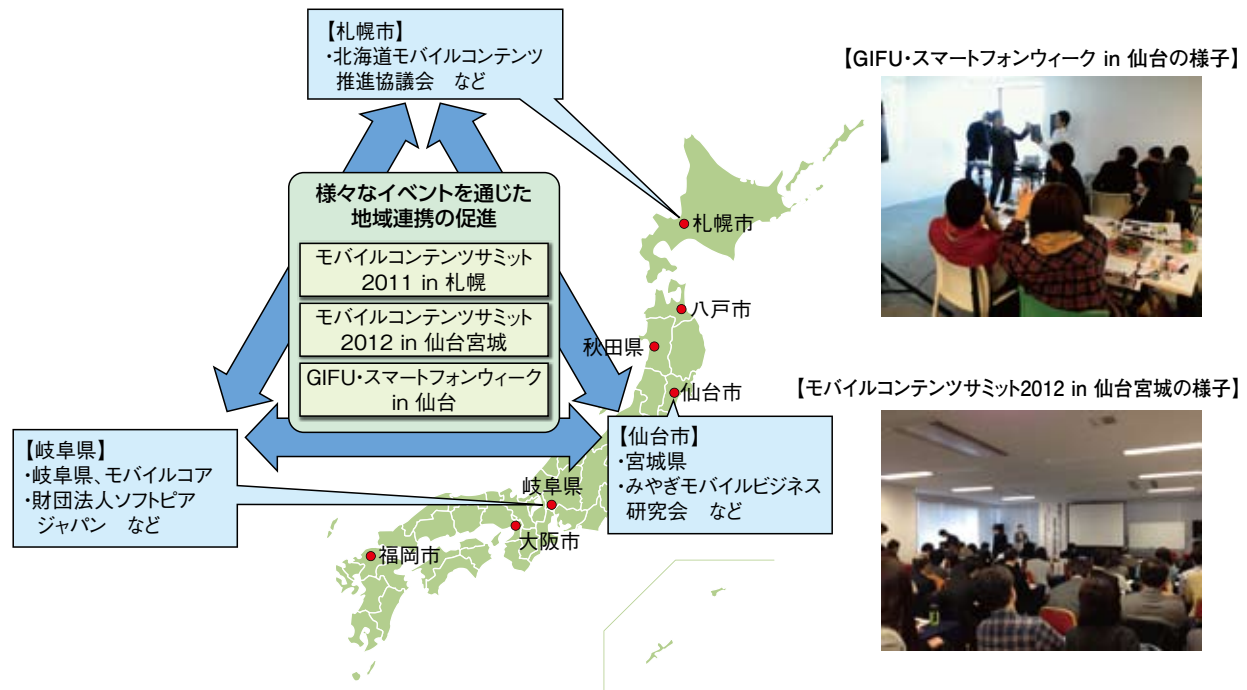 【札幌市】
・北海道モバイルコンテンツ
推進協議会　など
【GIFU・スマートフォンウィーク in 仙台の様子】
様々なイベントを通じた
地域連携の促進
モバイルコンテンツサミット
2011 in 札幌
モバイルコンテンツサミット
2012 in 仙台宮城
GIFU・スマートフォンウィーク
in 仙台
札幌市
八戸市
秋田県
仙台市
【モバイルコンテンツサミット2012 in 仙台宮城の様子】
【岐阜県】
・岐阜県、モバイルコア
・財団法人ソフトピア
ジャパン　など
【仙台市】
・宮城県
・みやぎモバイルビジネス
研究会　など
岐阜県
大阪市
福岡市